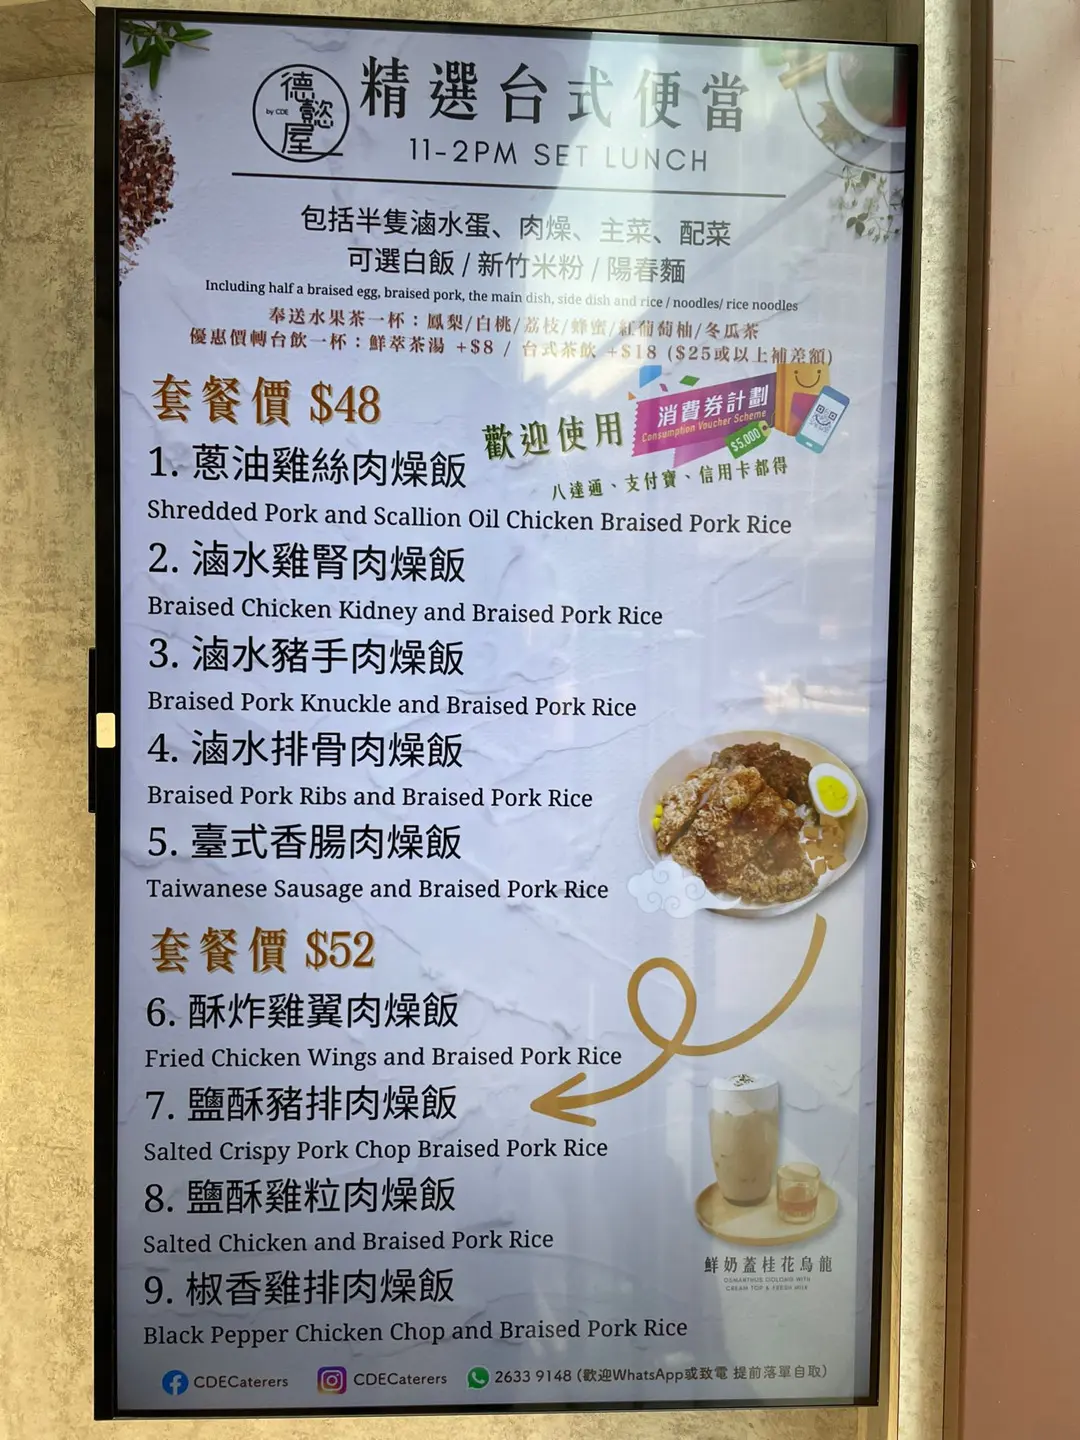 德懿屋
by CDE
精選台式便當
11-2PM SET LUNCH
包括半隻滷水蛋、肉燥、主菜、配菜
可選白飯 / 新竹米粉 / 陽春麵
Including half a braised egg, braised pork, the main dish, side dish and rice / noodles/ rice noodles
奉送水果茶一杯：鳳梨/白桃/荔枝/蜂蜜/紅葡萄柚/冬瓜茶
優惠價轉台飲一杯：鮮萃茶湯 +$8 / 台式茶飲 +$18 ($25或以上補差額)
套餐價 $48
歡迎使用
消費券計劃
Consumption Voucher Scheme
$5,000
八達通、支付寶、信用卡都得
1. 蔥油雞絲肉燥飯
Shredded Pork and Scallion Oil Chicken Braised Pork Rice
2. 滷水雞腎肉燥飯
Braised Chicken Kidney and Braised Pork Rice
3. 滷水豬手肉燥飯
Braised Pork Knuckle and Braised Pork Rice
4. 滷水排骨肉燥飯
Braised Pork Ribs and Braised Pork Rice
5. 臺式香腸肉燥飯
Taiwanese Sausage and Braised Pork Rice
套餐價 $52
6. 酥炸雞翼肉燥飯
Fried Chicken Wings and Braised Pork Rice
7. 鹽酥豬排肉燥飯
Salted Crispy Pork Chop Braised Pork Rice
8. 鹽酥雞粒肉燥飯
Salted Chicken and Braised Pork Rice
9. 椒香雞排肉燥飯
Black Pepper Chicken Chop and Braised Pork Rice
鮮奶蓋桂花烏龍
OSMANTHUS OOLONG WITH
CREAM TOP & FRESH MILK
CDECaterers
CDECaterers
2633 9148 (歡迎WhatsApp或致電 提前落單自取)